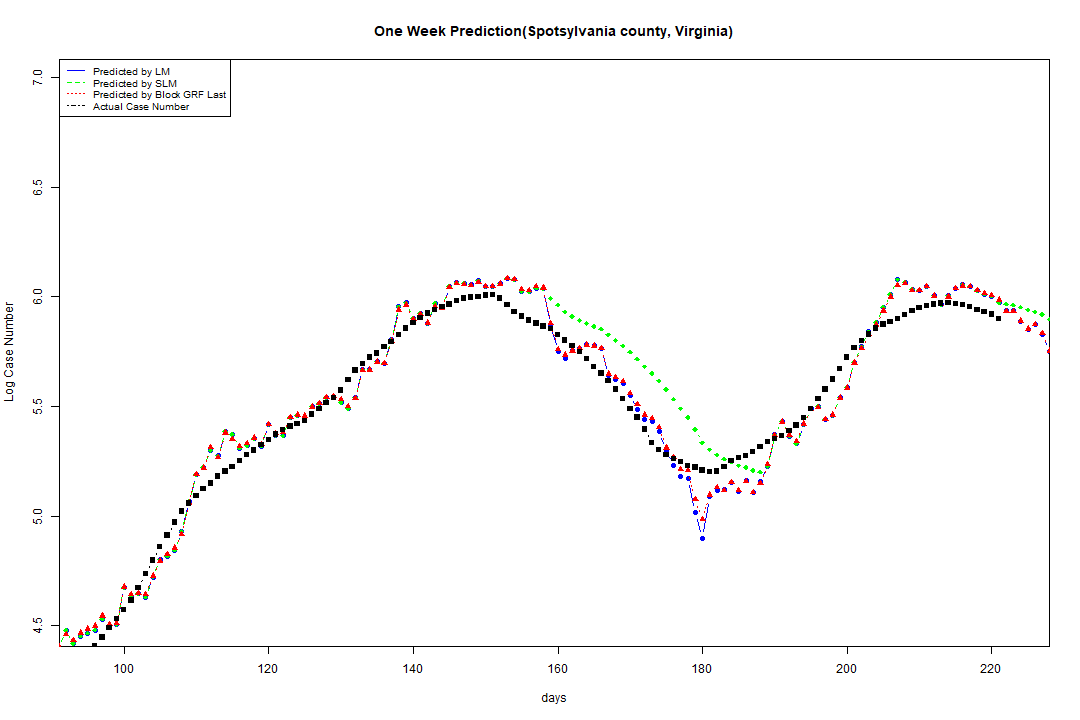 One Week Prediction(Spotsylvania county, Virginia)
Predicted by LM
Predicted by SLM
Predicted by Block GRF Last
Actual Case Number
7.0
6.5
6.0
5.5
5.0
4.5
Log Case Number
100 120 140 160 180 200 220
days